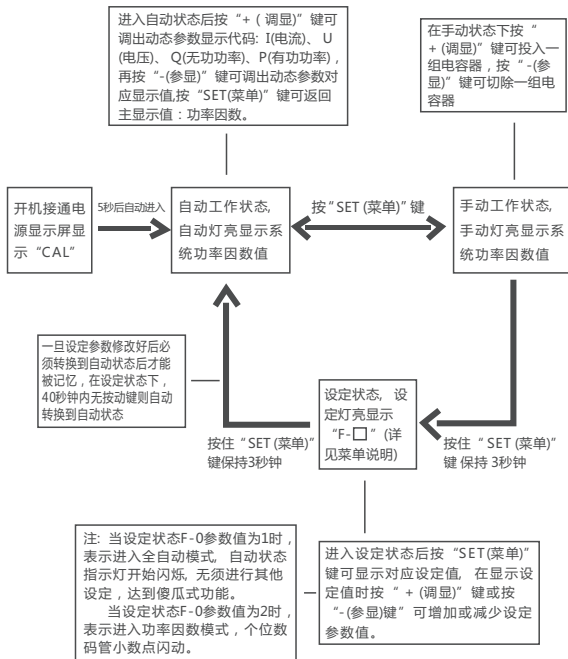 进入自动状态后按“+ ( 调显)”键可
调出动态参数显示代码: I(电流)、 U
(电压)、 Q(无功功率)、P(有功功率) ,
再按“-(参显)”键可调出动态参数对
应显示值,按“SET(菜单)”键可返回
主显示值 : 功率因数。
在手动状态下按“
+ (调显)”键可投入一
组电容器 , 按“-(参
显)”键可切除一组电
容器
开机接通电
源显示屏显
示“CAL”
5秒后自动进入
自动工作状态,
自动灯亮显示系
统功率因数值
按“SET (菜单)”键
手动工作状态,
手动灯亮显示系
统功率因数值
一旦设定参数修改好后必
须转换到自动状态后才能
被记忆 , 在设定状态下 ,
40秒钟内无按动键则自动
转换到自动状态
按住“SET (菜单)”
键保持3秒钟
设定状态, 设
定灯亮显示
“F-□”(详
见菜单说明)
按住“SET (菜单)”
键 保持 3秒钟
注: 当设定状态F-0参数值为1时 ,
表示进入全自动模式, 自动状态
指示灯开始闪烁, 无须进行其他
设定 , 达到傻瓜式功能。
当设定状态F-0参数值为2时 ,
表示进入功率因数模式 , 个位数
码管小数点闪动。
进入设定状态后按“SET(菜单)”
键可显示对应设定值, 在显示设
定值时按“ + (调显)”键或按
“-(参显)键”可增加或减少设定
参数值。